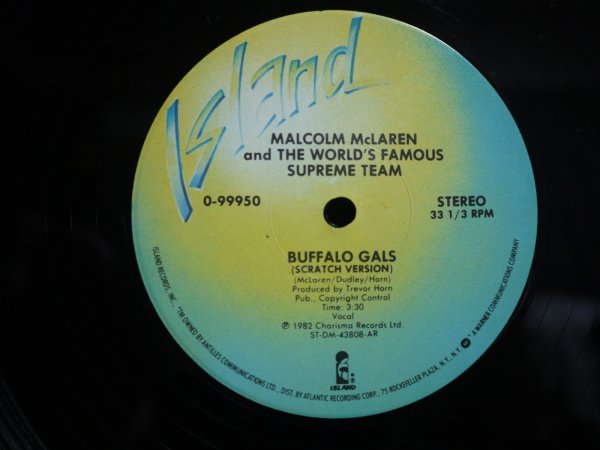 Island
MALCOLM McLAREN
and THE WORLD'S FAMOUS
SUPREME TEAM
0-99950
STEREO
33 1/3 RPM
BUFFALO GALS
(SCRATCH VERSION)
(McLaren/Dudley/Horn)
Produced by Trevor Horn
Pub., Copyright Control
Time: 3:30
Vocal
℗ 1982 Charisma Records Ltd.
ST-DM-43808-AR
ISLAND
ISLAND RECORDS, INC. ™ OWNED BY ANTILLES COMMUNICATIONS LTD., DIST. BY ATLANTIC RECORDING CORP., 75 ROCKEFELLER PLAZA, N.Y., N.Y. A WARNER COMMUNICATIONS COMPANY